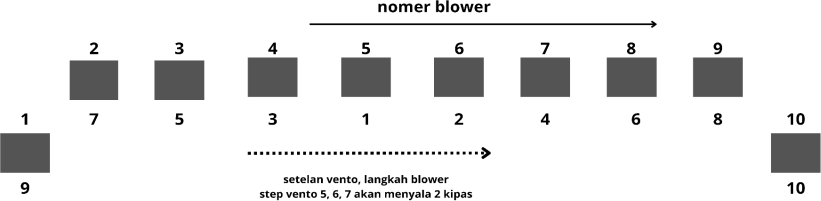 nomer blower
2 3 4 5 6 7 8 9
1 7 5 3 1 2 4 6 8 10
9 10
setelan vento, langkah blower
step vento 5, 6, 7 akan menyala 2 kipas